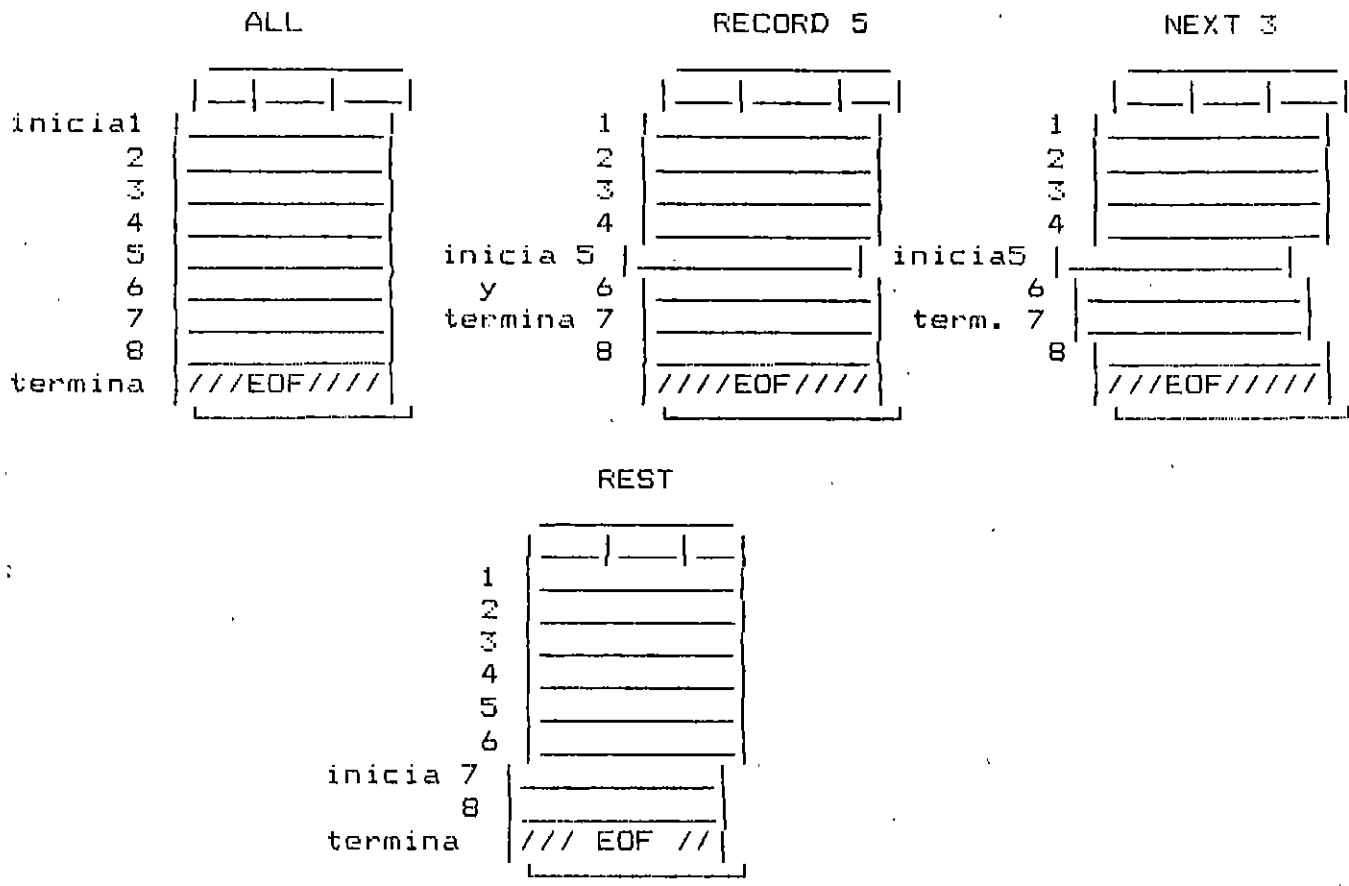 ALL RECORD 5 NEXT 3
inicia1 1 1
2 2 2
3 3 3
4 4 4
5 inicia 5 inicia5
6 y 6 6
7 termina 7 term. 7
8 8 8
termina ///EOF//// ////EOF//// ///EOF/////
REST
1
2
3
4
5
6
inicia 7
8
termina /// EOF //